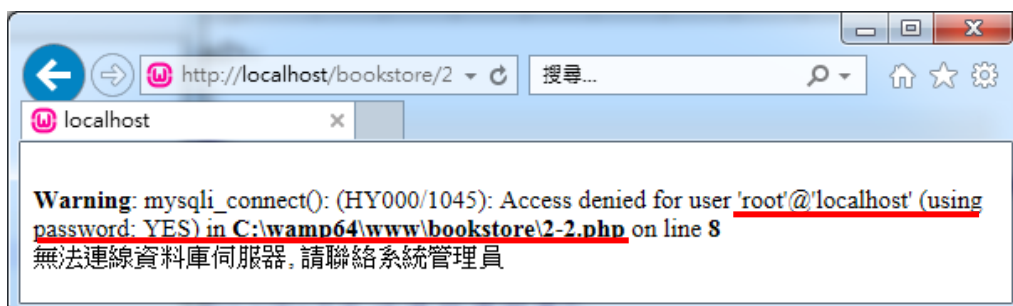 http://localhost/bookstore/2
搜尋...
localhost
Warning: mysqli_connect(): (HY000/1045): Access denied for user 'root'@'localhost' (using
password: YES) in C:\wamp64\www\bookstore\2-2.php on line 8
無法連線資料庫伺服器,請聯絡系統管理員